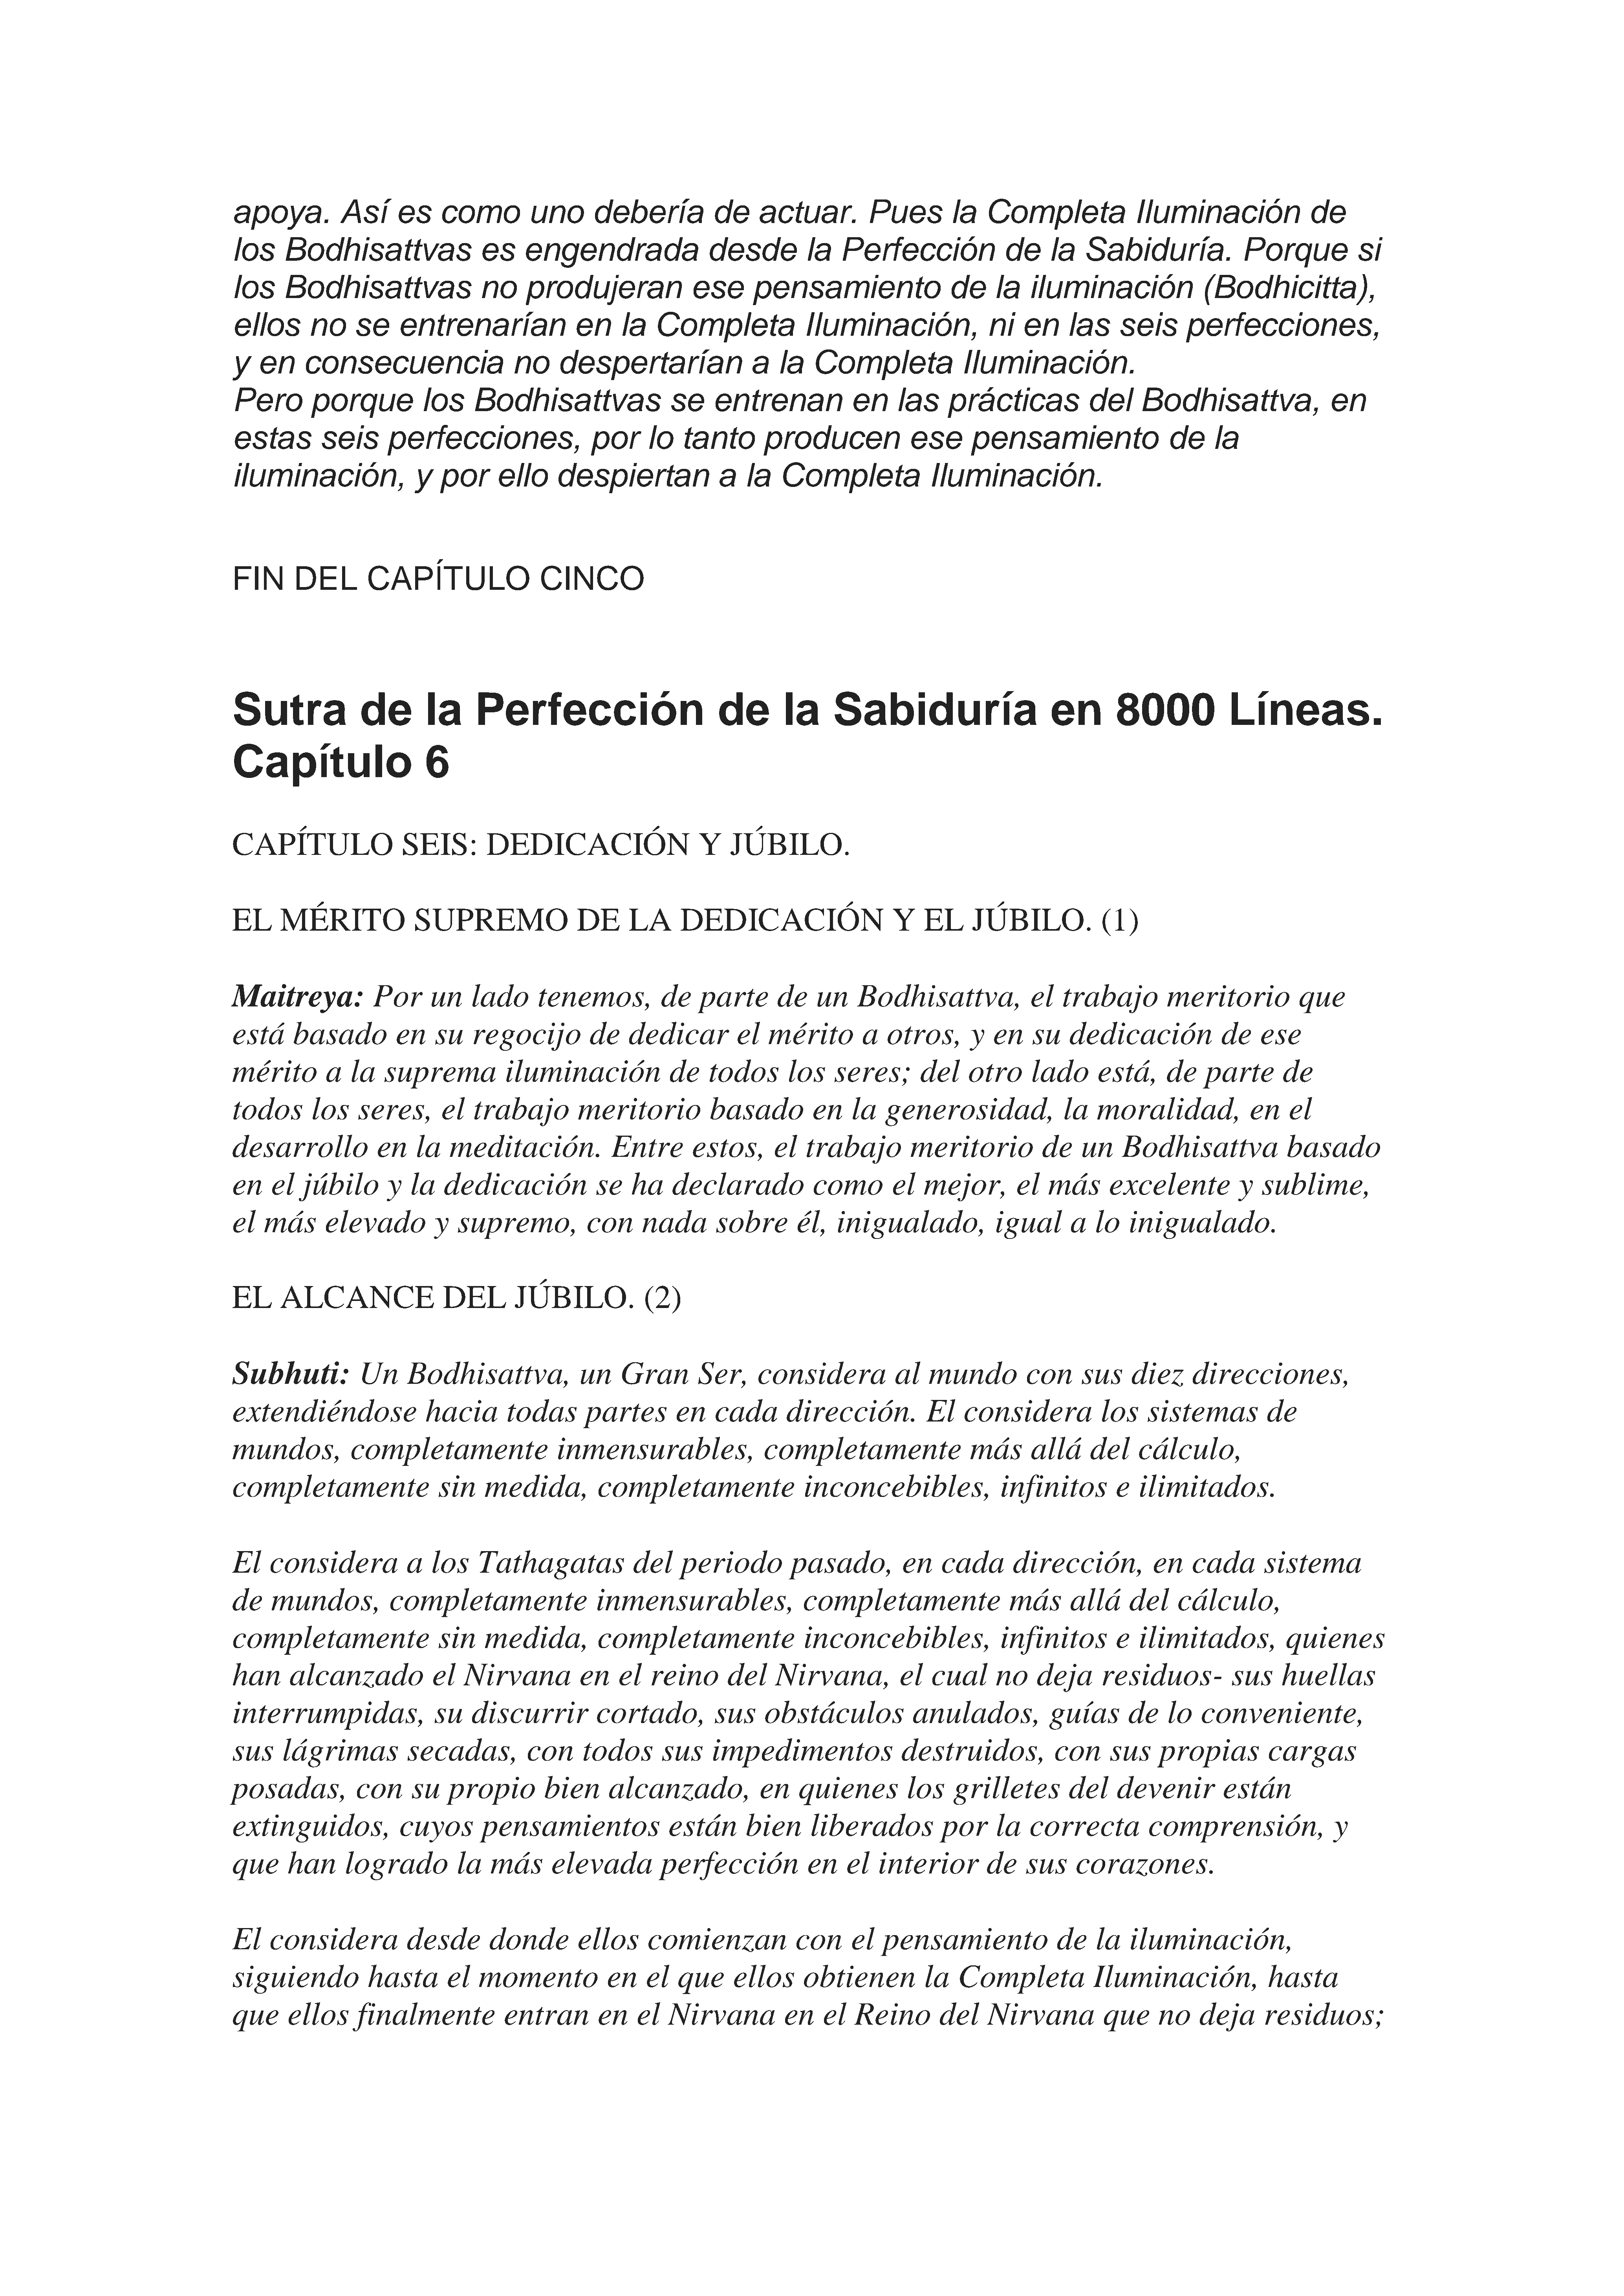 apoya. Así es como uno debería de actuar. Pues la Completa Iluminación de
los Bodhisattvas es engendrada desde la Perfección de la Sabiduría. Porque si
los Bodhisattvas no produjeran ese pensamiento de la iluminación (Bodhicitta),
ellos no se entrenarían en la Completa Iluminación, ni en las seis perfecciones,
y en consecuencia no despertarían a la Completa Iluminación.
Pero porque los Bodhisattvas se entrenan en las prácticas del Bodhisattva, en
estas seis perfecciones, por lo tanto producen ese pensamiento de la
iluminación, y por ello despiertan a la Completa Iluminación.
FIN DEL CAPÍTULO CINCO
Sutra de la Perfección de la Sabiduría en 8000 Líneas.
Capítulo 6
CAPÍTULO SEIS: DEDICACIÓN Y JÚBILO.
EL MÉRITO SUPREMO DE LA DEDICACIÓN Y EL JÚBILO. (1)
Maitreya: Por un lado tenemos, de parte de un Bodhisattva, el trabajo meritorio que
está basado en su regocijo de dedicar el mérito a otros, y en su dedicación de ese
mérito a la suprema iluminación de todos los seres; del otro lado está, de parte de
todos los seres, el trabajo meritorio basado en la generosidad, la moralidad, en el
desarrollo en la meditación. Entre estos, el trabajo meritorio de un Bodhisattva basado
en el júbilo y la dedicación se ha declarado como el mejor, el más excelente y sublime,
el más elevado y supremo, con nada sobre él, inigualado, igual a lo inigualado.
EL ALCANCE DEL JÚBILO. (2)
Subhuti: Un Bodhisattva, un Gran Ser, considera al mundo con sus diez direcciones,
extendiéndose hacia todas partes en cada dirección. El considera los sistemas de
mundos, completamente inmensurables, completamente más allá del cálculo,
completamente sin medida, completamente inconcebibles, infinitos e ilimitados.
El considera a los Tathagatas del periodo pasado, en cada dirección, en cada sistema
de mundos, completamente inmensurables, completamente más allá del cálculo,
completamente sin medida, completamente inconcebibles, infinitos e ilimitados, quienes
han alcanzado el Nirvana en el reino del Nirvana, el cual no deja residuos- sus huellas
interrumpidas, su discurrir cortado, sus obstáculos anulados, guías de lo conveniente,
sus lágrimas secadas, con todos sus impedimentos destruidos, con sus propias cargas
posadas, con su propio bien alcanzado, en quienes los grilletes del devenir están
extinguidos, cuyos pensamientos están bien liberados por la correcta comprensión, y
que han logrado la más elevada perfección en el interior de sus corazones.
El considera desde donde ellos comienzan con el pensamiento de la iluminación,
siguiendo hasta el momento en el que ellos obtienen la Completa Iluminación, hasta
que ellos finalmente entran en el Nirvana en el Reino del Nirvana que no deja residuos;